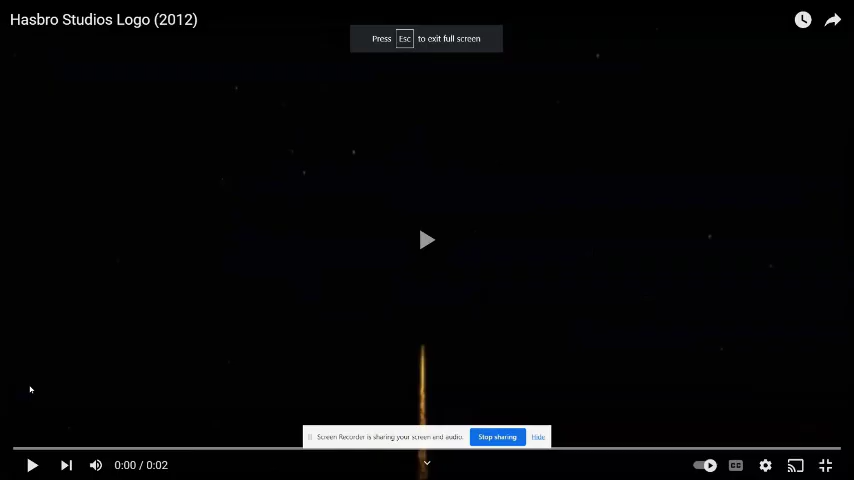 Hasbro Studios Logo (2012)
Press Esc to exit full screen
Screen Recorder is sharing your screen and audio. Stop sharing Hide
0:00 / 0:02
CC